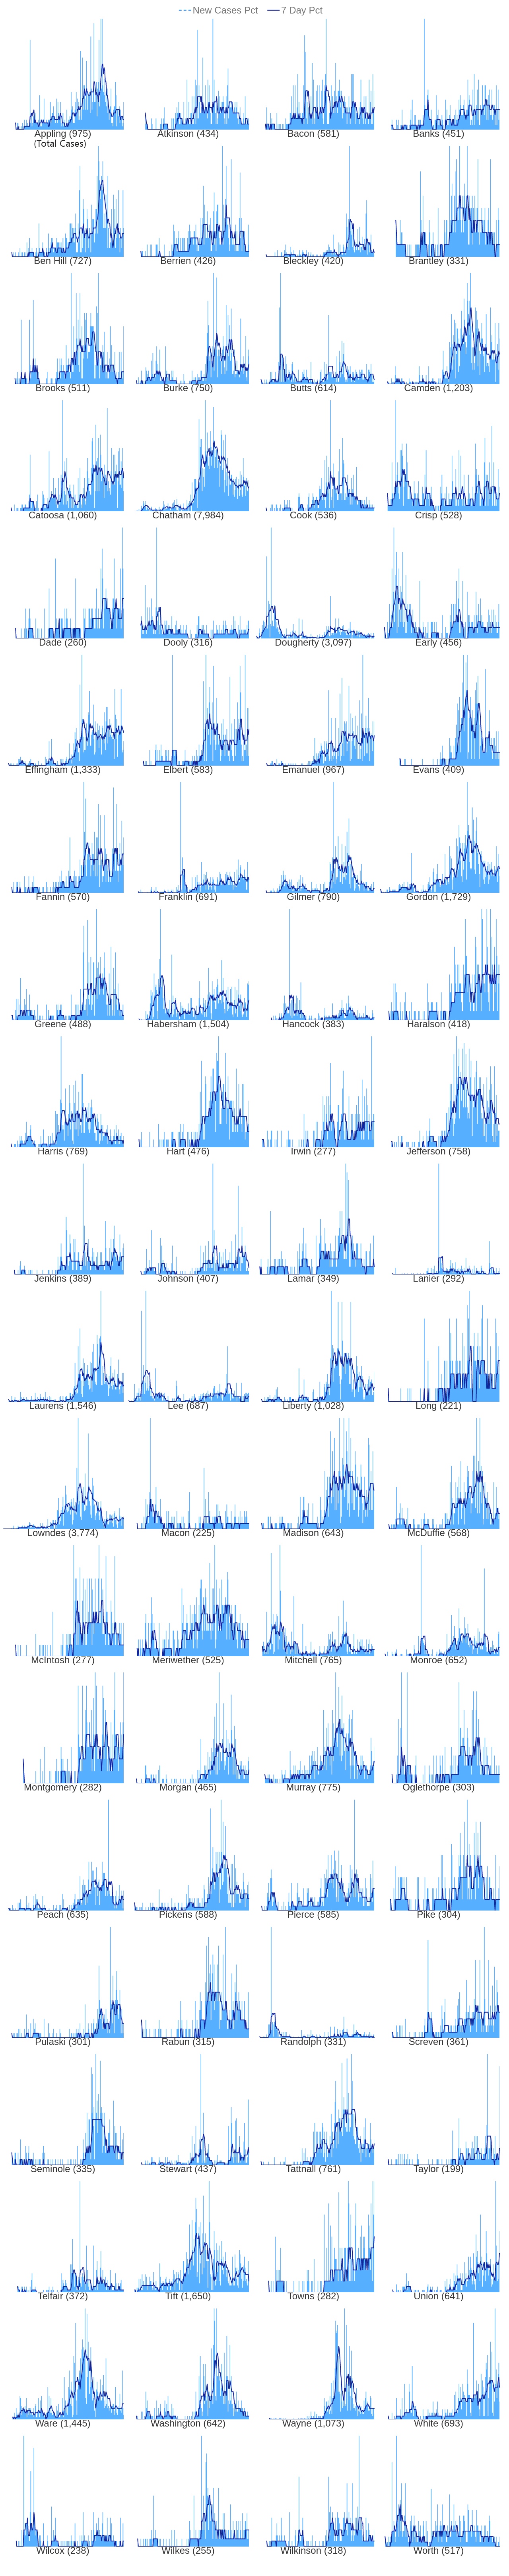 New Cases Pct 7 Day Pct
Appling (975) Atkinson (434) Bacon (581) Banks (451)
(Total Cases)
Ben Hill (727) Berrien (426) Bleckley (420) Brantley (331)
Brooks (511) Burke (750) Butts (614) Camden (1,203)
Catoosa (1,060) Chatham (7,984) Cook (536) Crisp (528)
Dade (260) Dooly (316) Dougherty (3,097) Early (456)
Effingham (1,333) Elbert (583) Emanuel (967) Evans (409)
Fannin (570) Franklin (691) Gilmer (790) Gordon (1,729)
Greene (488) Habersham (1,504) Hancock (383) Haralson (418)
Harris (769) Hart (476) Irwin (277) Jefferson (758)
Jenkins (389) Johnson (407) Lamar (349) Lanier (292)
Laurens (1,546) Lee (687) Liberty (1,028) Long (221)
Lowndes (3,774) Macon (225) Madison (643) McDuffie (568)
McIntosh (277) Meriwether (525) Mitchell (765) Monroe (652)
Montgomery (282) Morgan (465) Murray (775) Oglethorpe (303)
Peach (635) Pickens (588) Pierce (585) Pike (304)
Pulaski (301) Rabun (315) Randolph (331) Screven (361)
Seminole (335) Stewart (437) Tattnall (761) Taylor (199)
Telfair (372) Tift (1,650) Towns (282) Union (641)
Ware (1,445) Washington (642) Wayne (1,073) White (693)
Wilcox (238) Wilkes (255) Wilkinson (318) Worth (517)